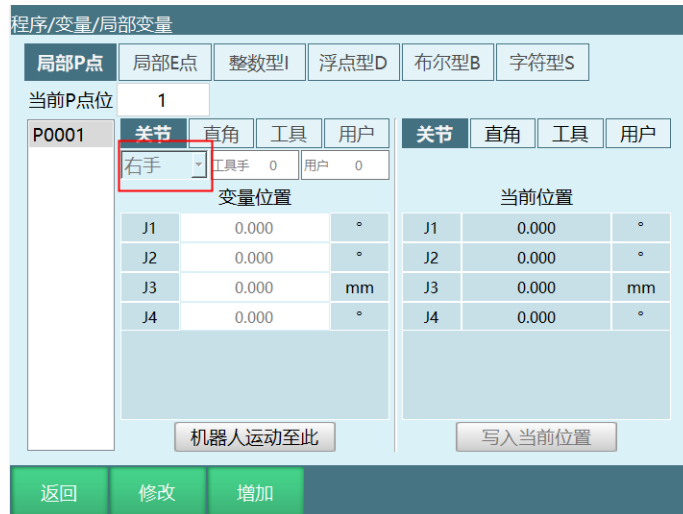 程序/变量/局部变量
局部P点 局部E点 整数型I 浮点型D 布尔型B 字符型S
当前P点位 1
P0001 关节 直角 工具 用户 关节 直角 工具 用户
右手 工具手 0 用户 0
变量位置 当前位置
J1 0.000 ° J1 0.000 °
J2 0.000 ° J2 0.000 °
J3 0.000 mm J3 0.000 mm
J4 0.000 ° J4 0.000 °
机器人运动至此 写入当前位置
返回 修改 增加